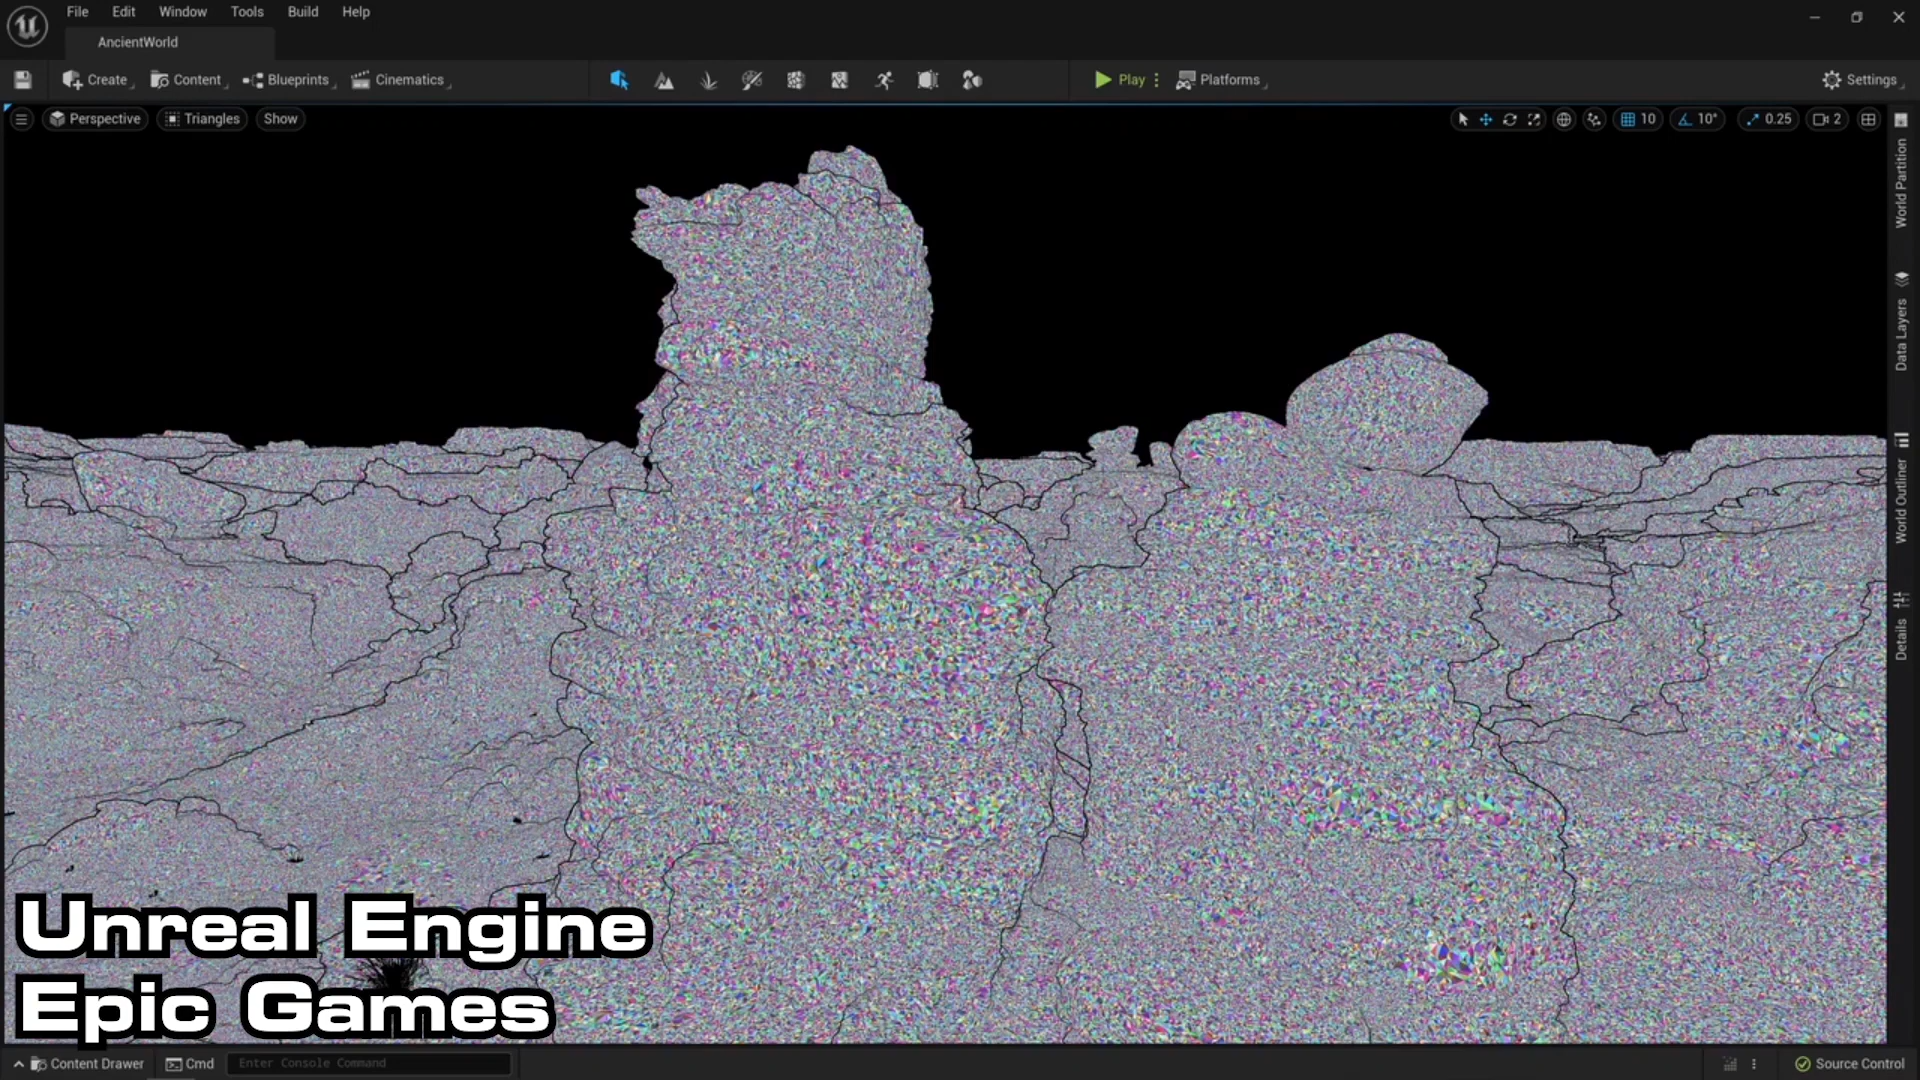 File Edit Window Tools Build Help
AncientWorld
Create Content Blueprints Cinematics Play Platforms Settings
Perspective Triangles Show 10 10° 0.25 2
World Partition
Data Layers
World Outliner
Details
Unreal Engine
Epic Games
Content Drawer Cmd Enter Console Command Source Control